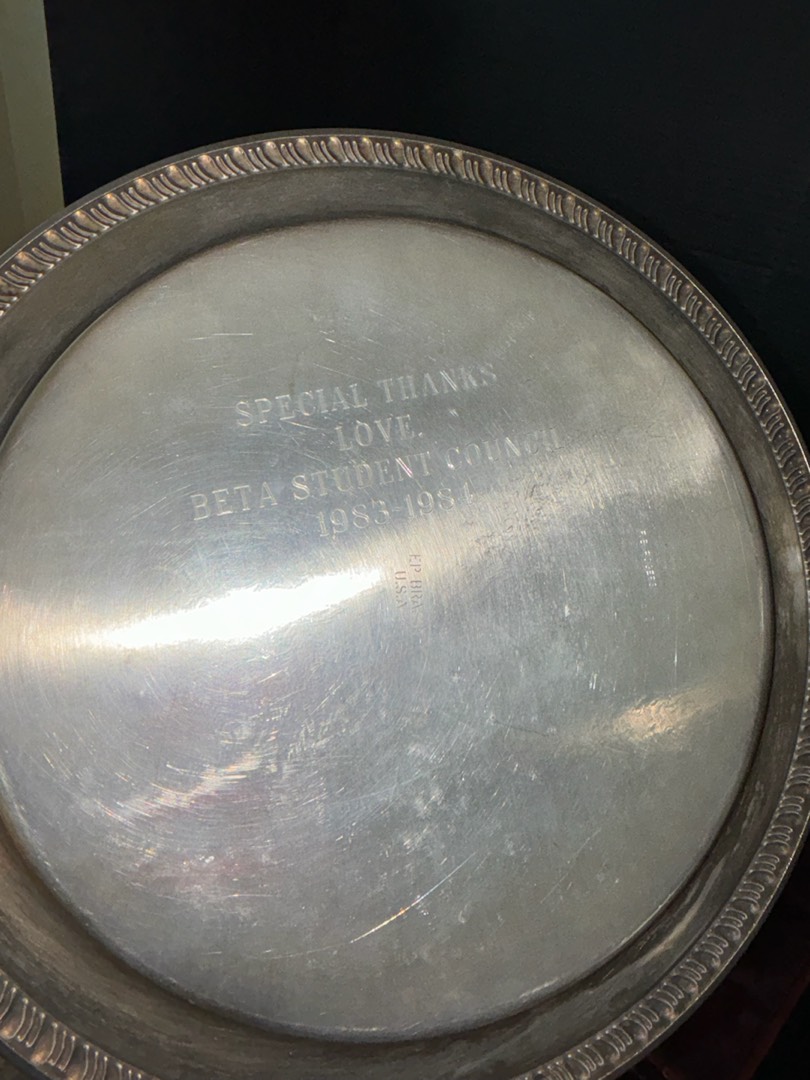 SPECIAL THANKS
LOVE,
BETA STUDENT COUNCIL
1983-1984
U.S.A